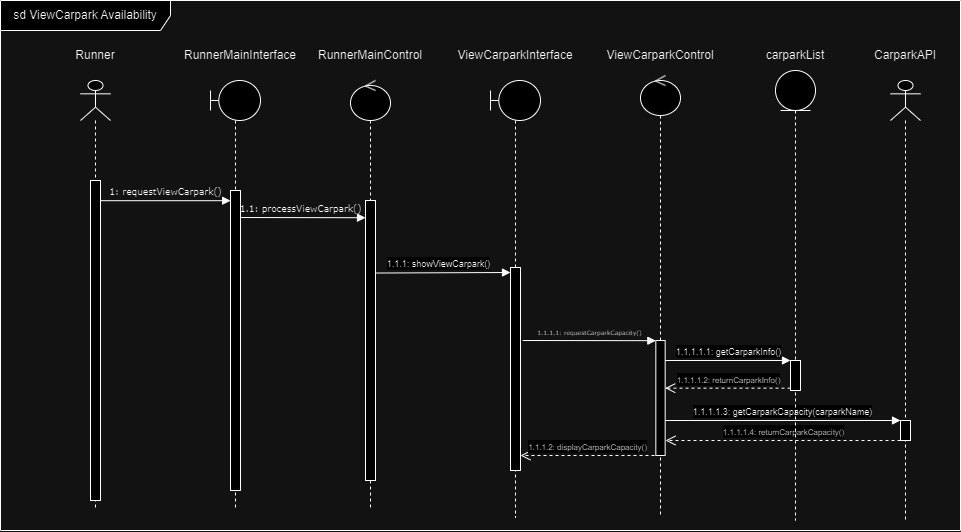 sd ViewCarpark Availability
Runner
RunnerMainInterface
RunnerMainControl
ViewCarparkInterface
ViewCarparkControl
carparkList
CarparkAPI
1: requestViewCarpark()
1.1: processViewCarpark()
1.1.1: showViewCarpark()
1.1.1.1: requestCarparkCapacity()
1.1.1.1.1: getCarparkInfo()
1.1.1.1.2: returnCarparkInfo()
1.1.1.1.3: getCarparkCapacity(carparkName)
1.1.1.1.4: returnCarparkCapacity()
1.1.1.2: displayCarparkCapacity()